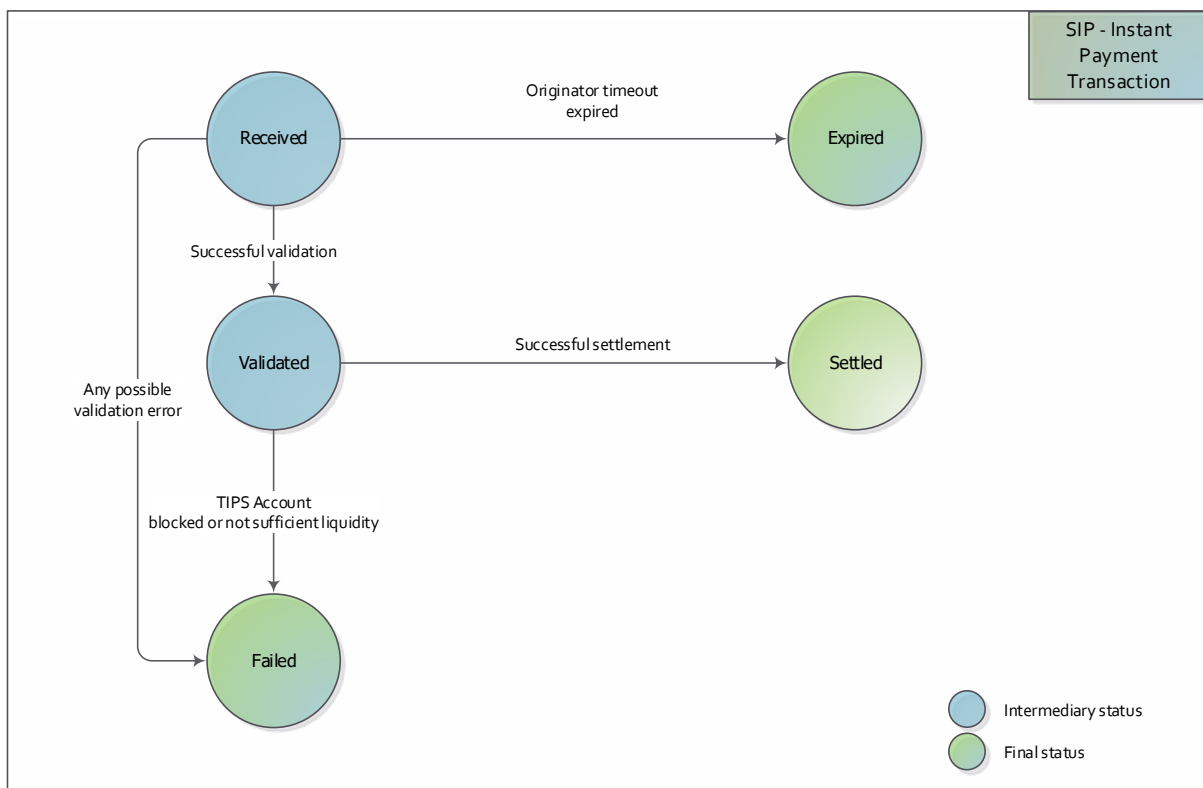 SIP - Instant
Payment
Transaction
Originator timeout
expired
Received
Expired
Successful validation
Successful settlement
Validated
Settled
Any possible
validation error
TIPS Account
blocked or not sufficient liquidity
Failed
Intermediary status
Final status